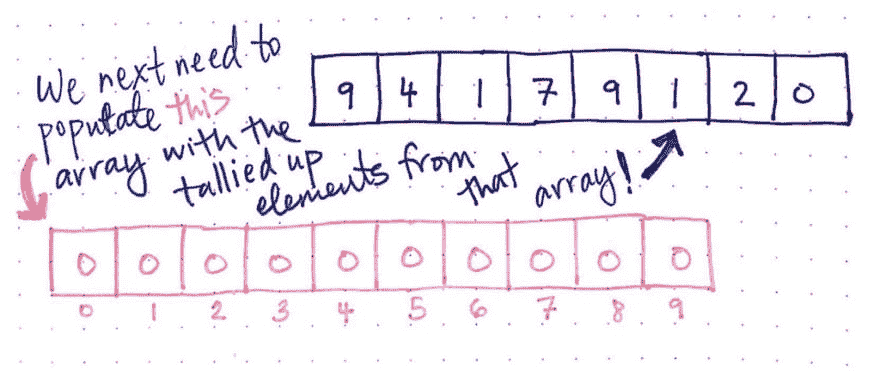 We next need to
populate this
array with the
tallied up
elements from
that array!
9 4 1 7 9 1 2 0
0 0 0 0 0 0 0 0 0 0
0 1 2 3 4 5 6 7 8 9